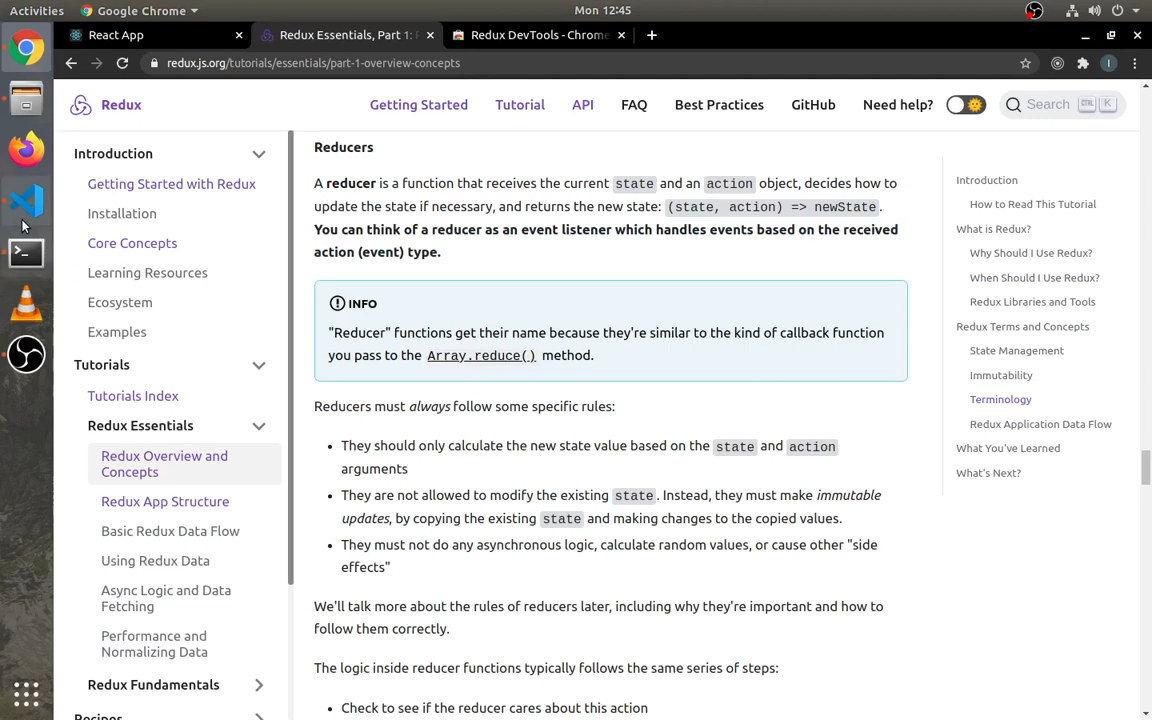 Activities
Google Chrome
Mon 12:45
React App
Redux Essentials, Part 1:
Redux DevTools - Chrome
redux.js.org/tutorials/essentials/part-1-overview-concepts
I
Redux
Getting Started
Tutorial
API
FAQ
Best Practices
GitHub
Need help?
Search
CTRL
K
Introduction
Getting Started with Redux
Installation
Core Concepts
Learning Resources
Ecosystem
Examples
Tutorials
Tutorials Index
Redux Essentials
Redux Overview and
Concepts
Redux App Structure
Basic Redux Data Flow
Using Redux Data
Async Logic and Data
Fetching
Performance and
Normalizing Data
Redux Fundamentals
Recipes
Reducers
A reducer is a function that receives the current state and an action object, decides how to
update the state if necessary, and returns the new state: (state, action) => newState.
You can think of a reducer as an event listener which handles events based on the received
action (event) type.
INFO
"Reducer" functions get their name because they're similar to the kind of callback function
you pass to the Array.reduce() method.
Reducers must always follow some specific rules:
• They should only calculate the new state value based on the state and action
arguments
• They are not allowed to modify the existing state. Instead, they must make immutable
updates, by copying the existing state and making changes to the copied values.
• They must not do any asynchronous logic, calculate random values, or cause other "side
effects"
We'll talk more about the rules of reducers later, including why they're important and how to
follow them correctly.
The logic inside reducer functions typically follows the same series of steps:
• Check to see if the reducer cares about this action
Introduction
How to Read This Tutorial
What is Redux?
Why Should I Use Redux?
When Should I Use Redux?
Redux Libraries and Tools
Redux Terms and Concepts
State Management
Immutability
Terminology
Redux Application Data Flow
What You've Learned
What's Next?